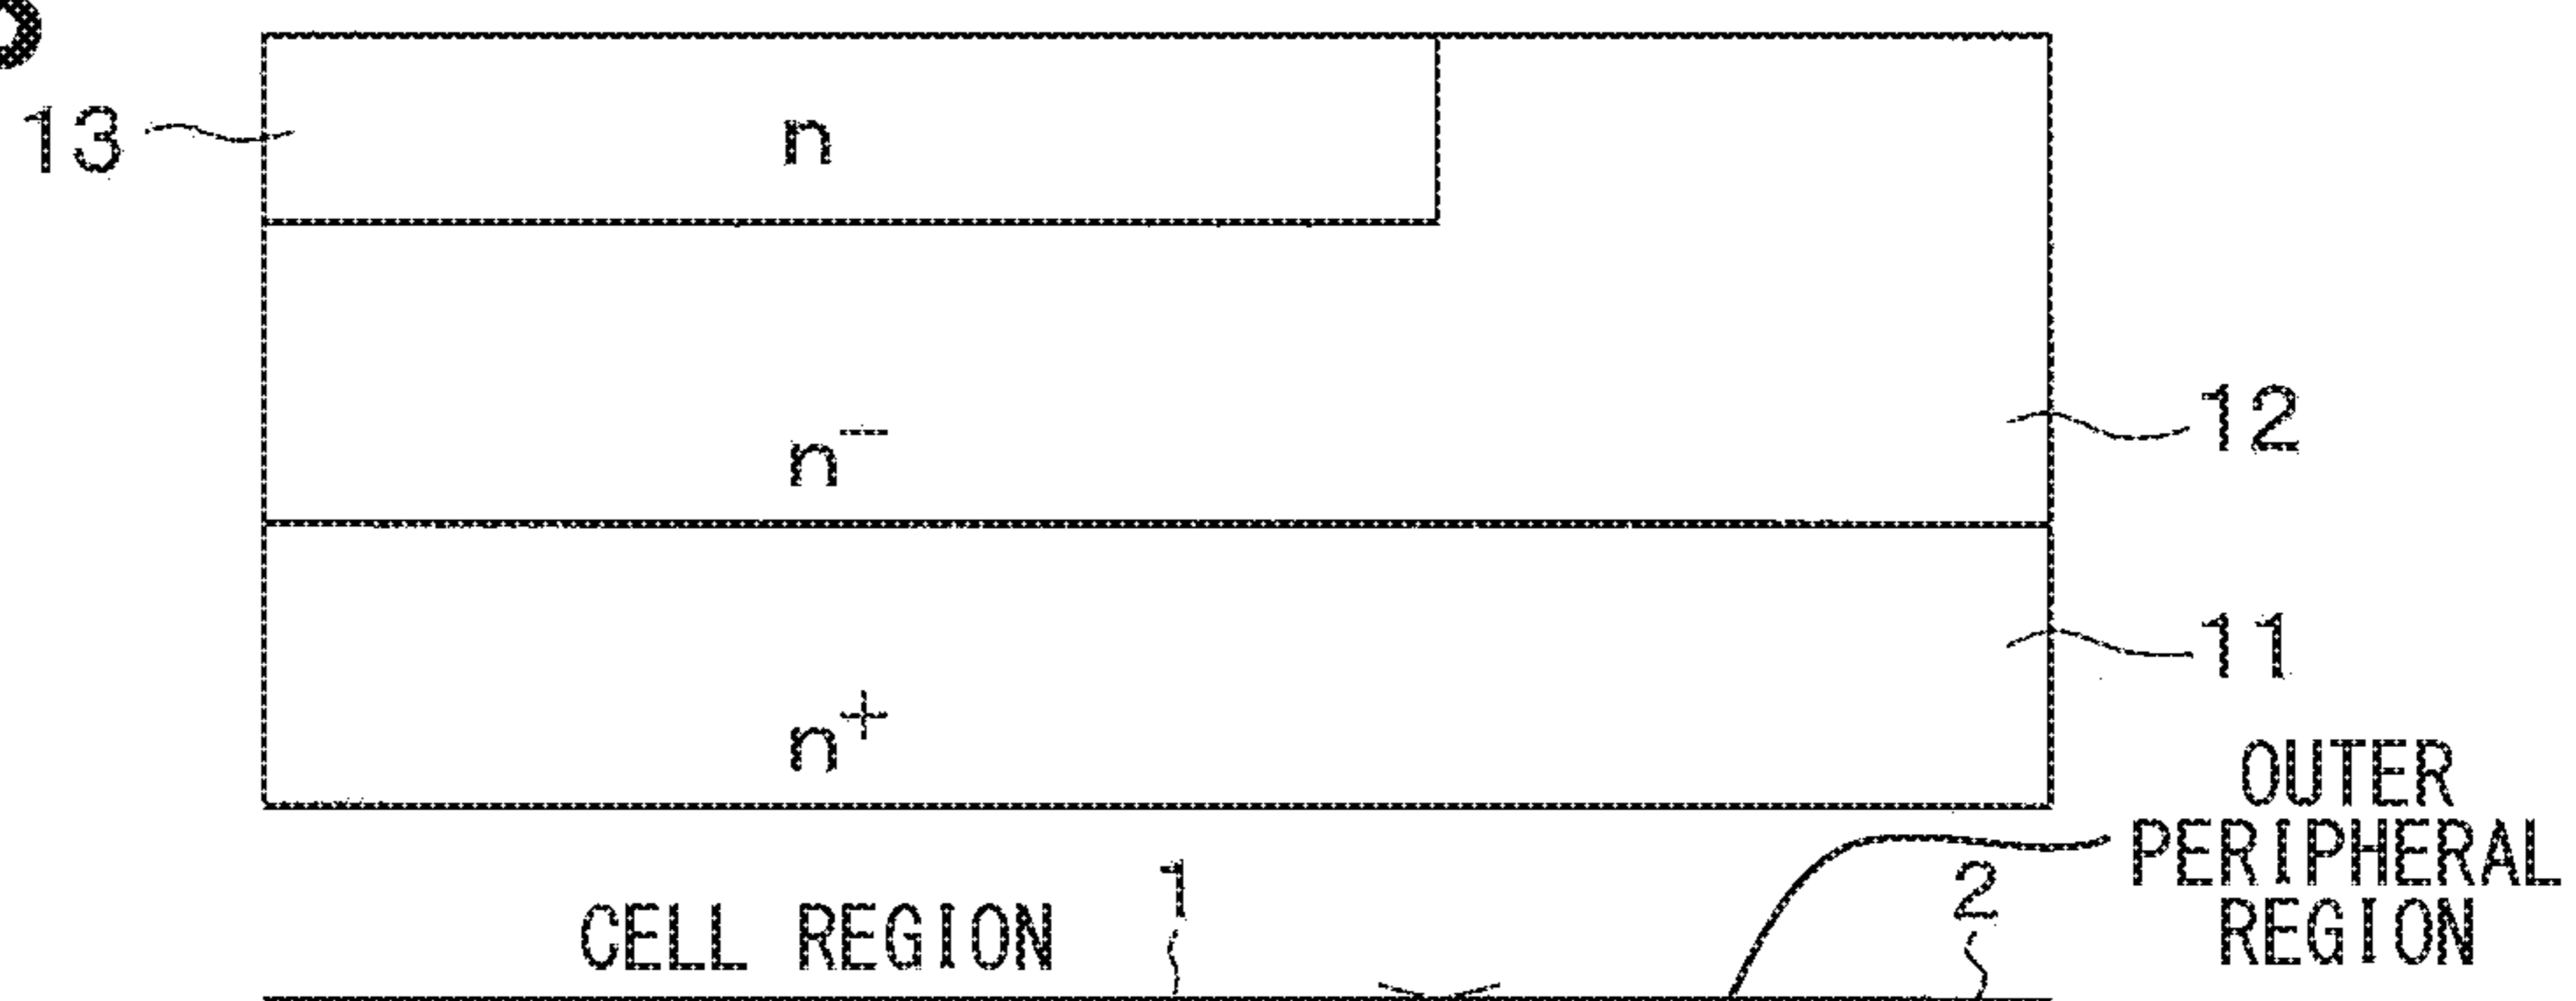 13
n
n⁻
12
11
n⁺
OUTER
PERIPHERAL
REGION
CELL REGION
1
2